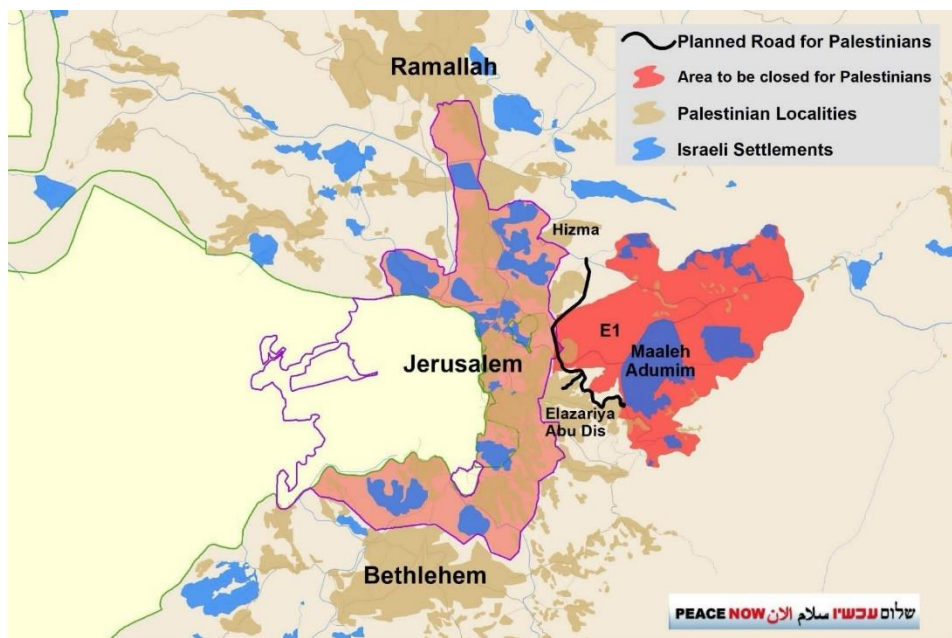 Planned Road for Palestinians
Area to be closed for Palestinians
Palestinian Localities
Israeli Settlements
Ramallah
Hizma
E1
Jerusalem
Maaleh
Adumim
Elazariya
Abu Dis
Bethlehem
PEACE NOW שלום עכשיו سلام الان